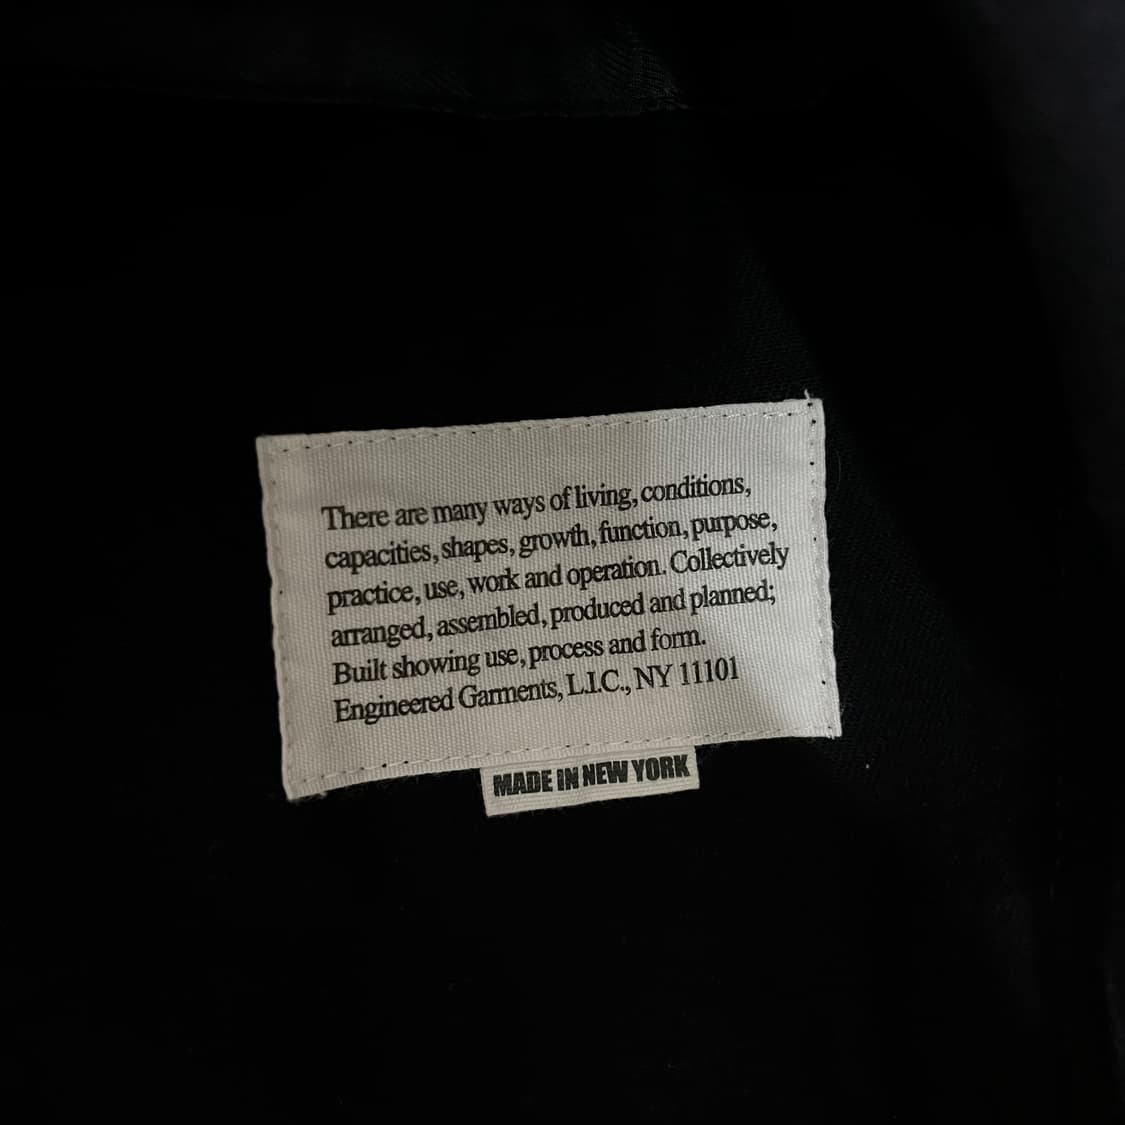 There are many ways of living, conditions,
capacities, shapes, growth, function, purpose,
practice, use, work and operation. Collectively
arranged, assembled, produced and planned;
Built showing use, process and form.
Engineered Garments, L.I.C., NY 11101
MADE IN NEW YORK